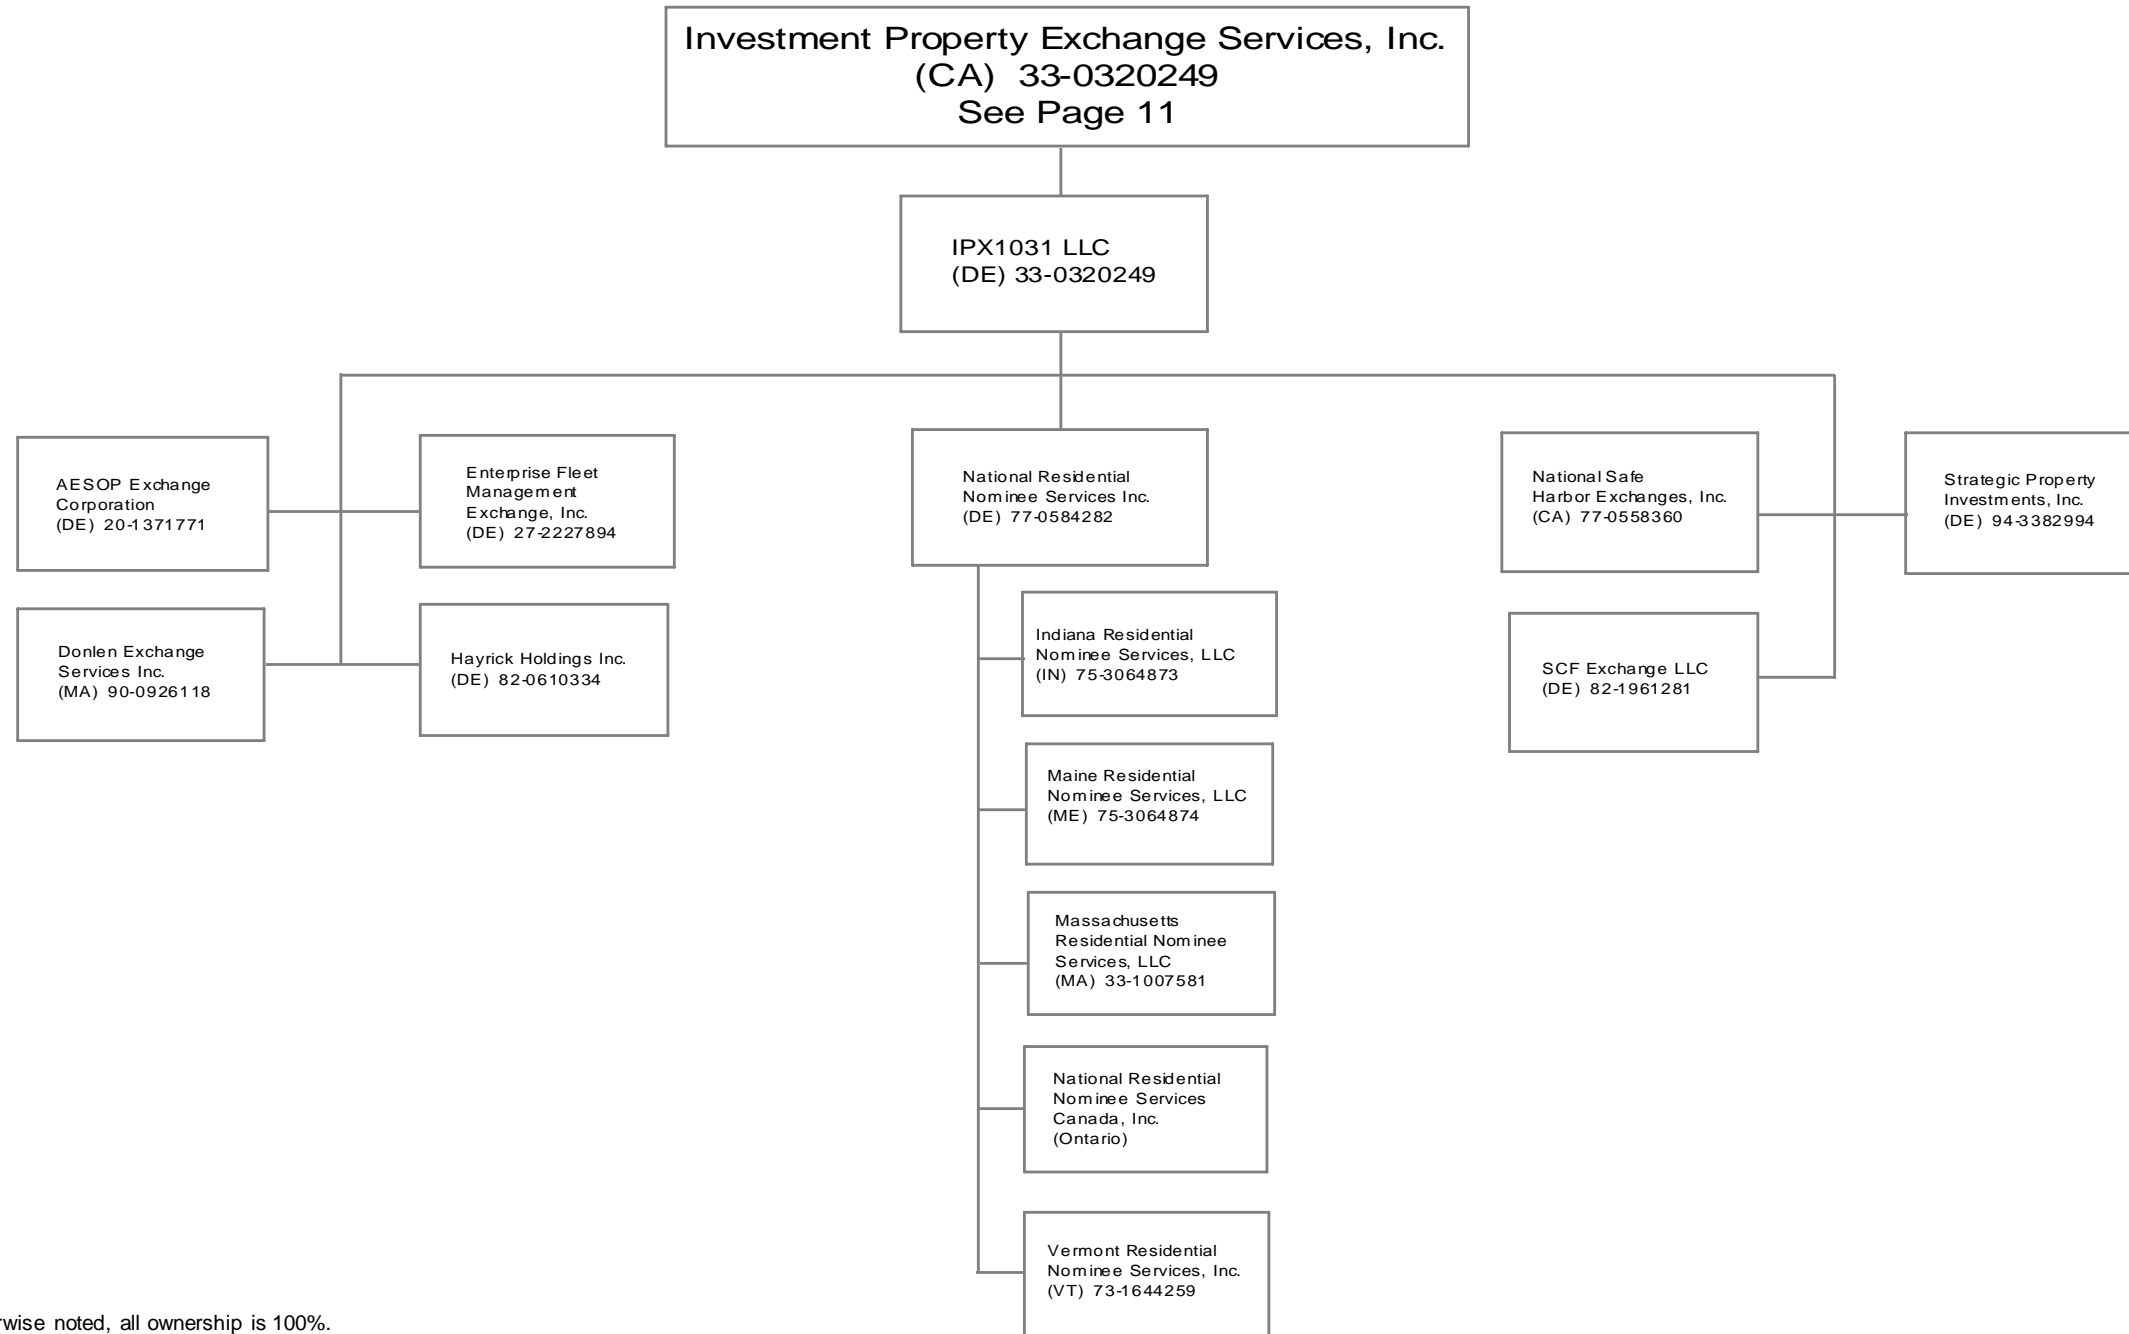 Investment Property Exchange Services, Inc.
(CA) 33-0320249
See Page 11
IPX1031 LLC
(DE) 33-0320249
AESOP Exchange
Corporation
(DE) 20-1371771
Enterprise Fleet
Management
Exchange, Inc.
(DE) 27-2227894
National Residential
Nominee Services Inc.
(DE) 77-0584282
National Safe
Harbor Exchanges, Inc.
(CA) 77-0558360
Strategic Property
Investments, Inc.
(DE) 94-3382994
Donlen Exchange
Services Inc.
(MA) 90-0926118
Hayrick Holdings Inc.
(DE) 82-0610334
Indiana Residential
Nominee Services, LLC
(IN) 75-3064873
SCF Exchange LLC
(DE) 82-1961281
Maine Residential
Nominee Services, LLC
(ME) 75-3064874
Massachusetts
Residential Nominee
Services, LLC
(MA) 33-1007581
National Residential
Nominee Services
Canada, Inc.
(Ontario)
Vermont Residential
Nominee Services, Inc.
(VT) 73-1644259
rwise noted, all ownership is 100%.